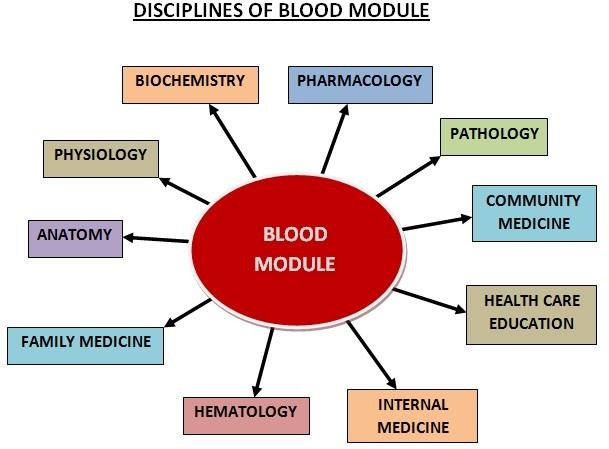 DISCIPLINES OF BLOOD MODULE
BIOCHEMISTRY
PHARMACOLOGY
PATHOLOGY
PHYSIOLOGY
COMMUNITY
MEDICINE
ANATOMY
BLOOD
MODULE
HEALTH CARE
EDUCATION
FAMILY MEDICINE
HEMATOLOGY
INTERNAL
MEDICINE